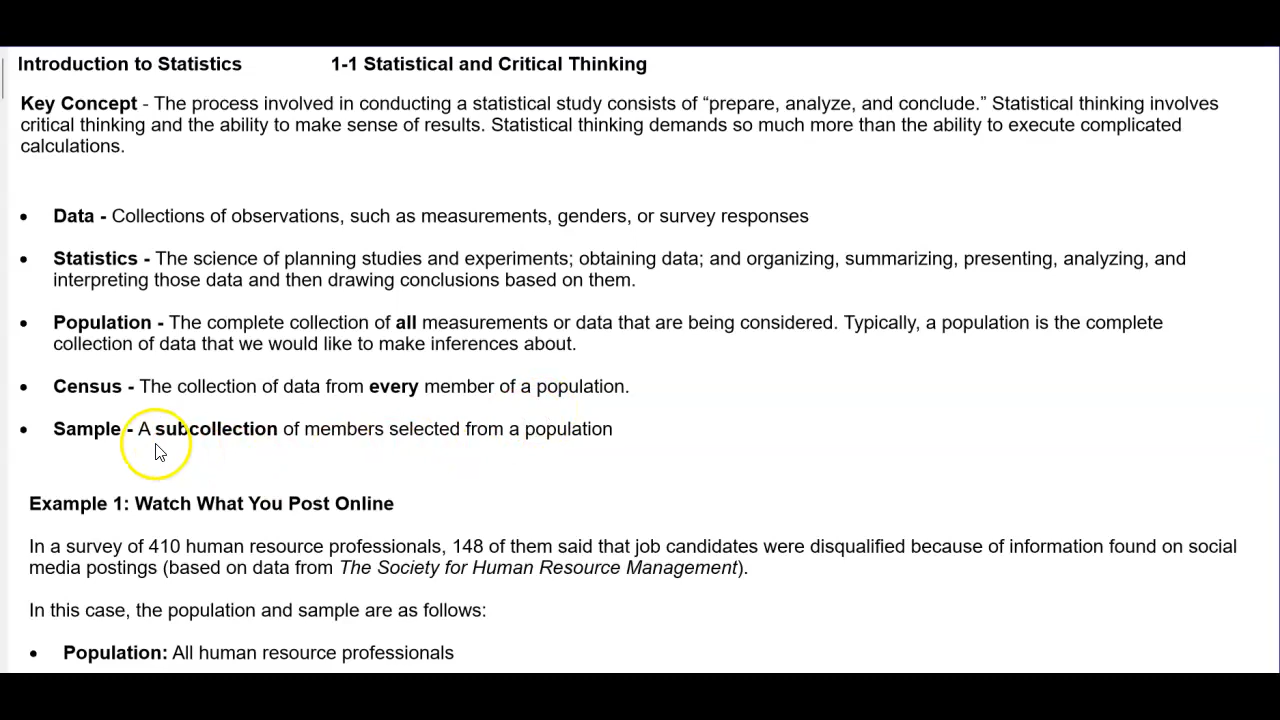 Introduction to Statistics 1-1 Statistical and Critical Thinking
Key Concept - The process involved in conducting a statistical study consists of “prepare, analyze, and conclude.” Statistical thinking involves
critical thinking and the ability to make sense of results. Statistical thinking demands so much more than the ability to execute complicated
calculations.
• Data - Collections of observations, such as measurements, genders, or survey responses
• Statistics - The science of planning studies and experiments; obtaining data; and organizing, summarizing, presenting, analyzing, and
interpreting those data and then drawing conclusions based on them.
• Population - The complete collection of all measurements or data that are being considered. Typically, a population is the complete
collection of data that we would like to make inferences about.
• Census - The collection of data from every member of a population.
• Sample - A subcollection of members selected from a population
Example 1: Watch What You Post Online
In a survey of 410 human resource professionals, 148 of them said that job candidates were disqualified because of information found on social
media postings (based on data from The Society for Human Resource Management).
In this case, the population and sample are as follows:
• Population: All human resource professionals